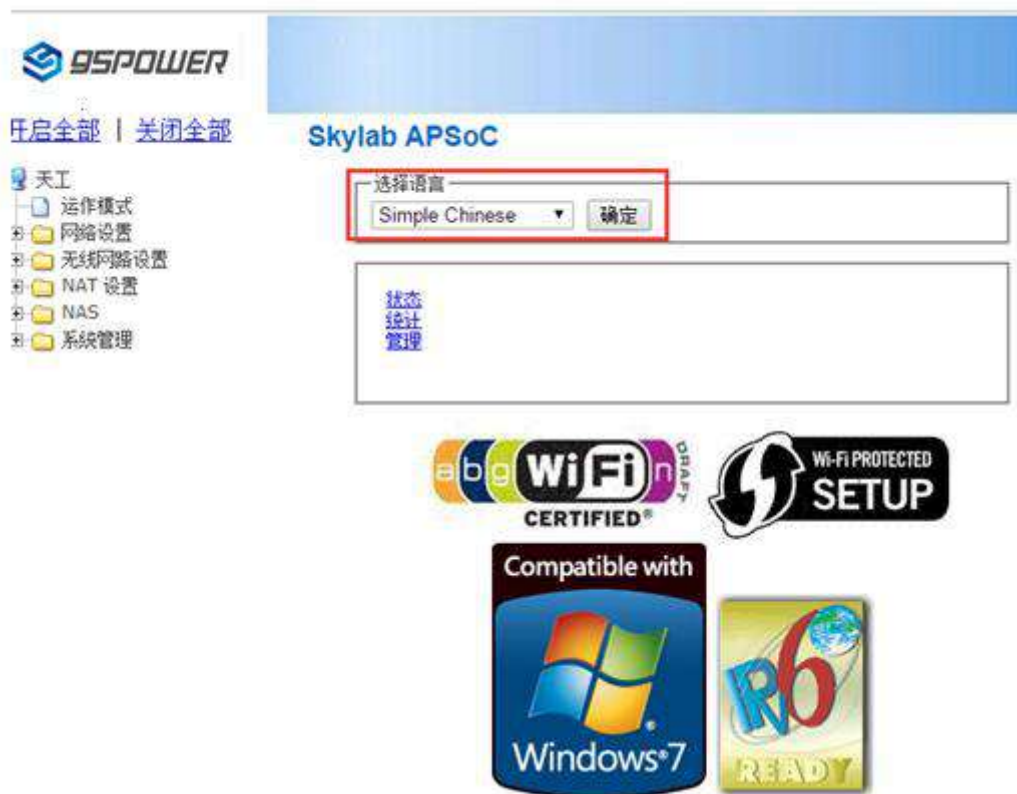 9SPOWER
开启全部 | 关闭全部
天工
运作模式
网络设置
无线网路设置
NAT 设置
NAS
系统管理
Skylab APSoC
选择语言
Simple Chinese 确定
状态
统计
管理
a b g Wi Fi n DRAFT
CERTIFIED®
Wi-Fi PROTECTED
SETUP
Compatible with
Windows®7
IPv6
READY